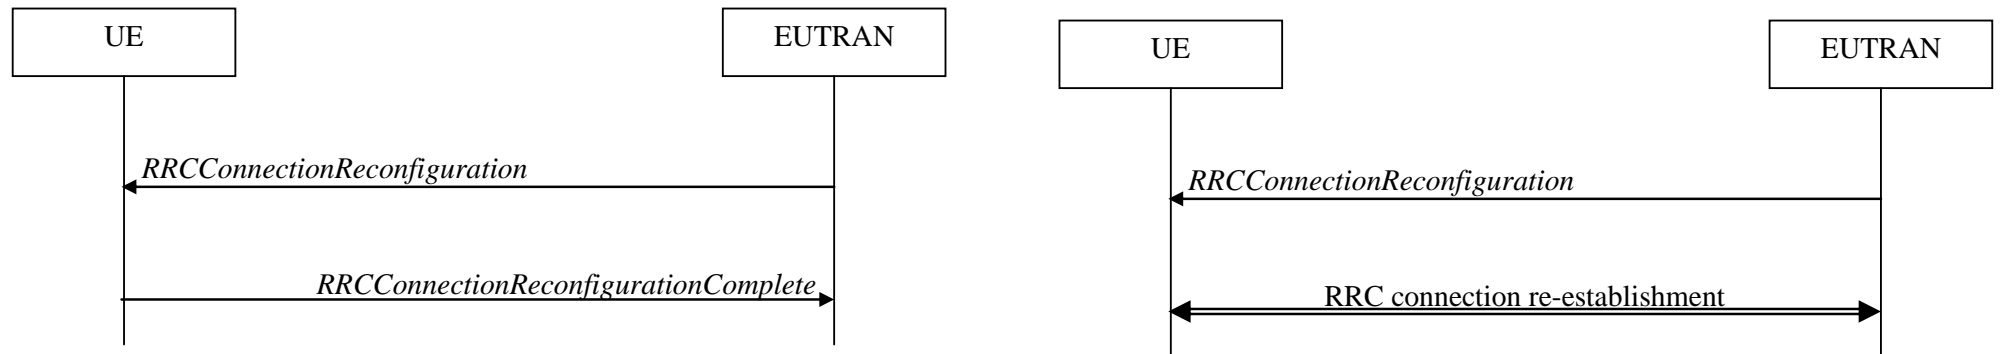 UE
EUTRAN
RRCConnectionReconfiguration
RRCConnectionReconfigurationComplete
UE
EUTRAN
RRCConnectionReconfiguration
RRC connection re-establishment